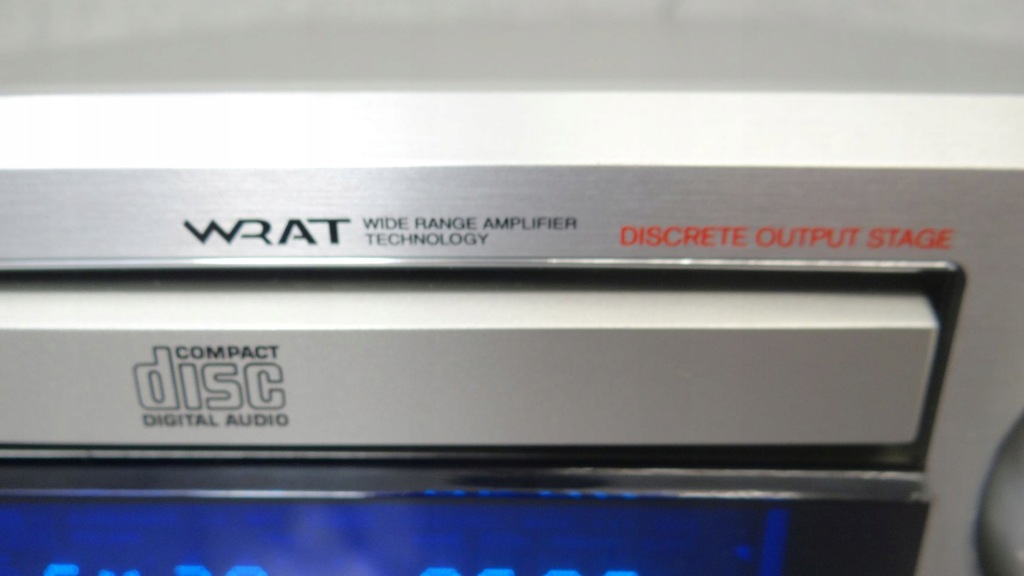 WRAT WIDE RANGE AMPLIFIER
TECHNOLOGY
DISCRETE OUTPUT STAGE
COMPACT
disc
DIGITAL AUDIO